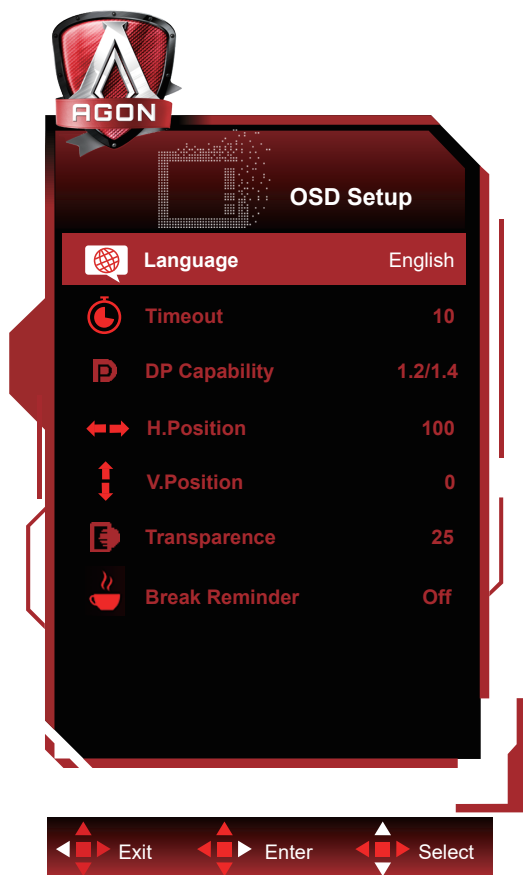 AGON
OSD Setup
Language English
Timeout 10
DP Capability 1.2/1.4
H.Position 100
V.Position 0
Transparence 25
Break Reminder Off
Exit Enter Select